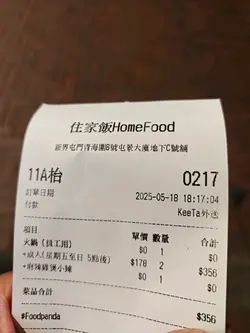 住家飯HomeFood
新界屯門青海圍8號屯景大廈地下C號舖
11A枱 0217
訂單日期 2025-05-18 18:17:04
付款 KeeTa外送
項目 單價 數量 合計
火鍋 (員工用) $0 1 $0
+成人(星期五至日 5點後) $178 2 $356
+麻辣雞煲小辣 $0 1 $0
菜品合計 $356
#Foodpanda